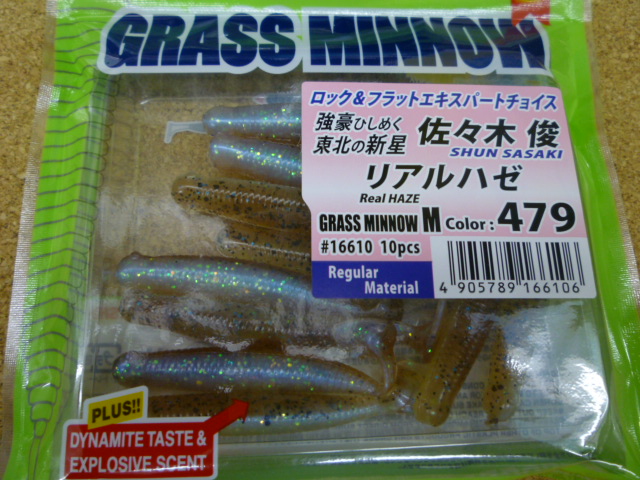 GRASS MINNOW
ロック＆フラットエキスパートチョイス
強豪ひしめく
東北の新星
佐々木 俊
SHUN SASAKI
リアルハゼ
Real HAZE
GRASS MINNOW M Color : 479
#16610 10pcs
Regular
Material
4 905789 166106
PLUS!!
DYNAMITE TASTE &
EXPLOSIVE SCENT